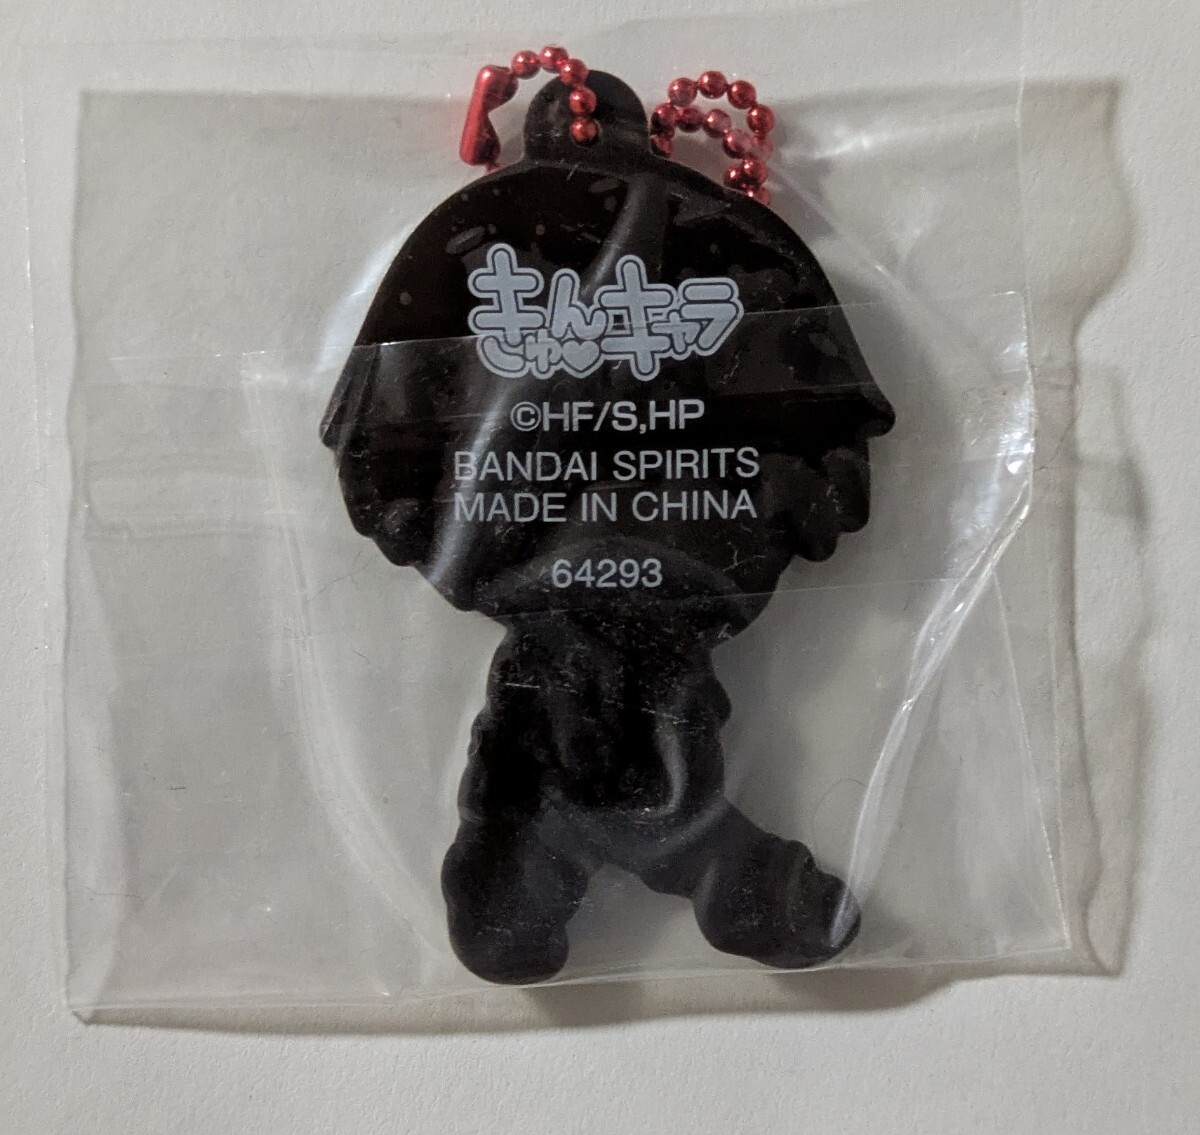 きゅんキャラ
©HF/S,HP
BANDAI SPIRITS
MADE IN CHINA
64293